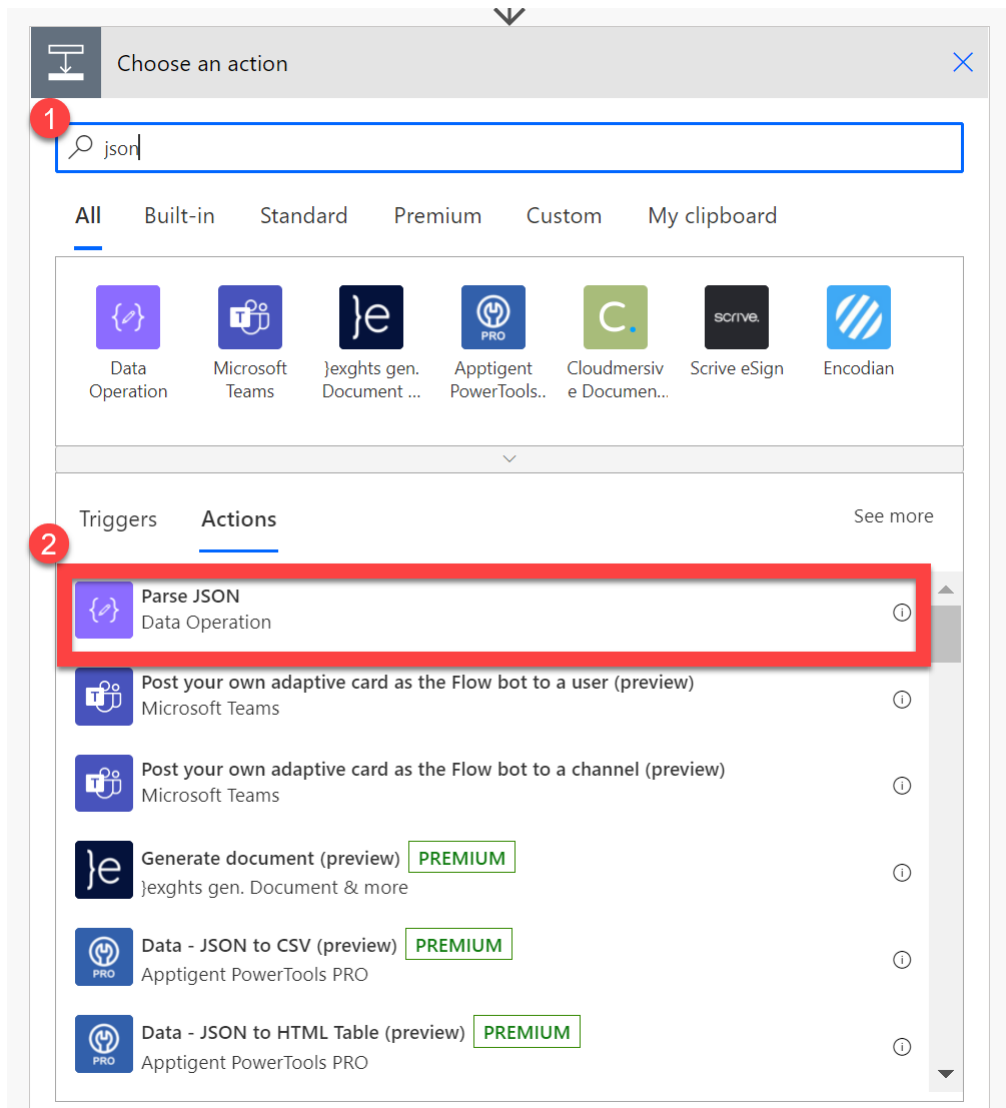 Choose an action
1
json
All Built-in Standard Premium Custom My clipboard
{ } T }e PRO C. scrive.
Data Operation
Microsoft Teams
}exghts gen. Document ...
Apptigent PowerTools..
Cloudmersiv e Documen...
Scrive eSign
Encodian
Triggers Actions See more
2
Parse JSON
Data Operation
Post your own adaptive card as the Flow bot to a user (preview)
Microsoft Teams
Post your own adaptive card as the Flow bot to a channel (preview)
Microsoft Teams
}e Generate document (preview) PREMIUM
}exghts gen. Document & more
Data - JSON to CSV (preview) PREMIUM
PRO
Apptigent PowerTools PRO
Data - JSON to HTML Table (preview) PREMIUM
PRO
Apptigent PowerTools PRO